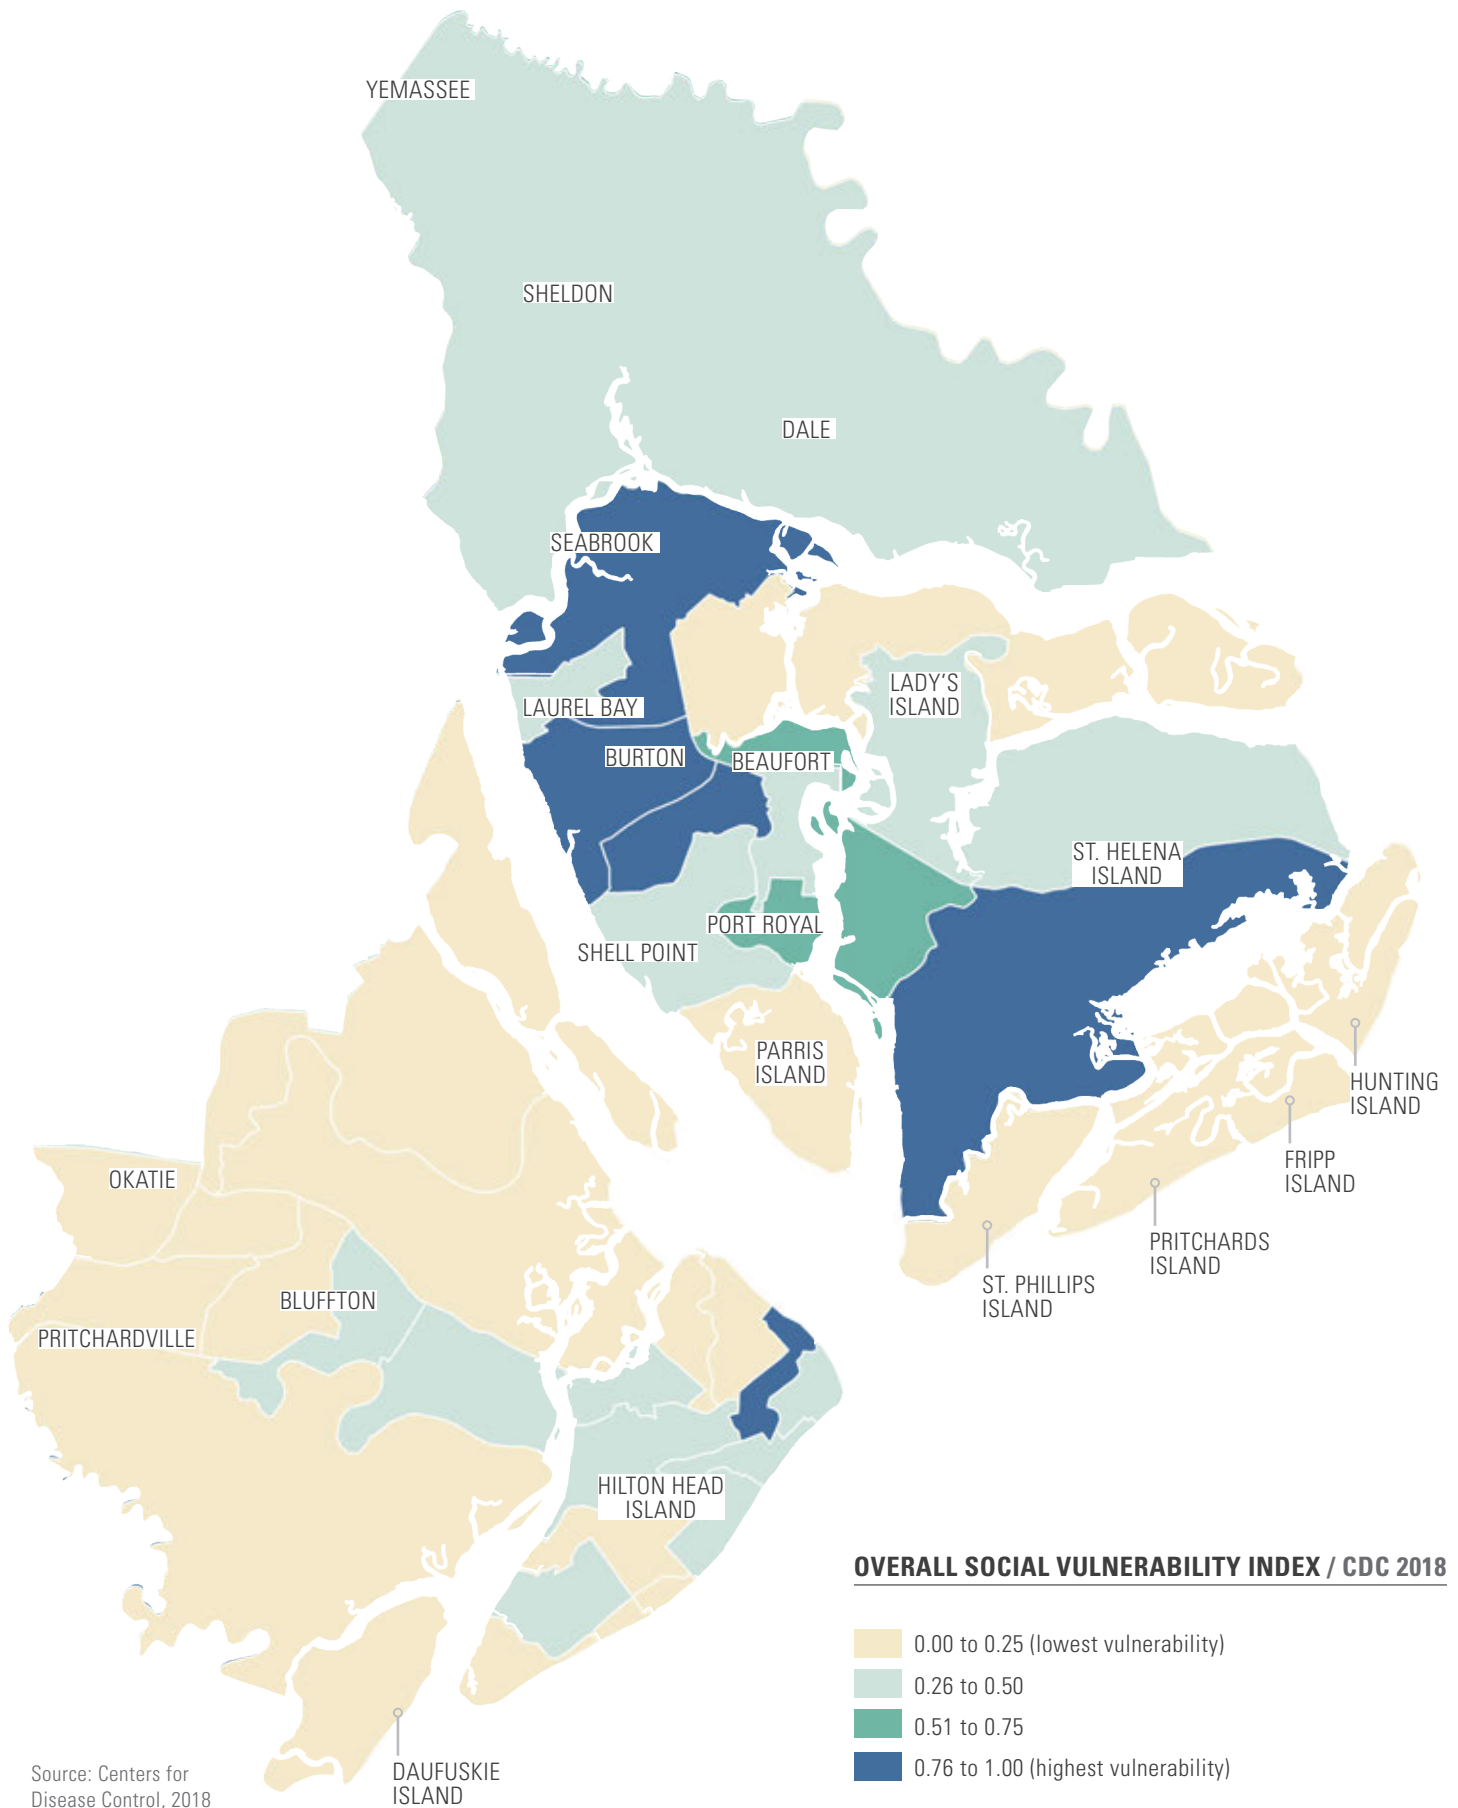 YEMASSEE
SHELDON
DALE
SEABROOK
LADY'S
ISLAND
LAUREL BAY
BURTON
BEAUFORT
ST. HELENA
ISLAND
PORT ROYAL
SHELL POINT
PARRIS
ISLAND
HUNTING
ISLAND
FRIPP
ISLAND
OKATIE
PRITCHARDS
ISLAND
ST. PHILLIPS
ISLAND
BLUFFTON
PRITCHARDVILLE
HILTON HEAD
ISLAND
OVERALL SOCIAL VULNERABILITY INDEX / CDC 2018
0.00 to 0.25 (lowest vulnerability)
0.26 to 0.50
0.51 to 0.75
0.76 to 1.00 (highest vulnerability)
DAUFUSKIE
ISLAND
Source: Centers for
Disease Control, 2018